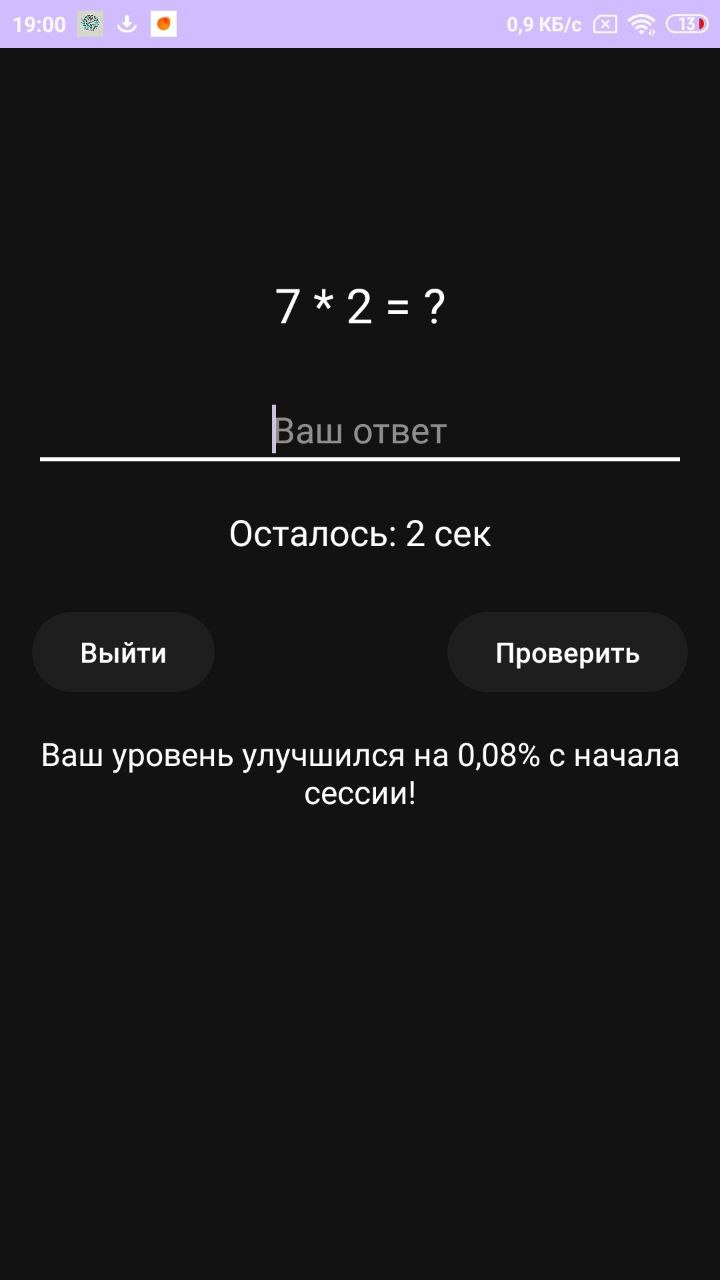 19:00 0,9 КБ/с 13
7 * 2 = ?
Ваш ответ
Осталось: 2 сек
Выйти Проверить
Ваш уровень улучшился на 0,08% с начала
сессии!